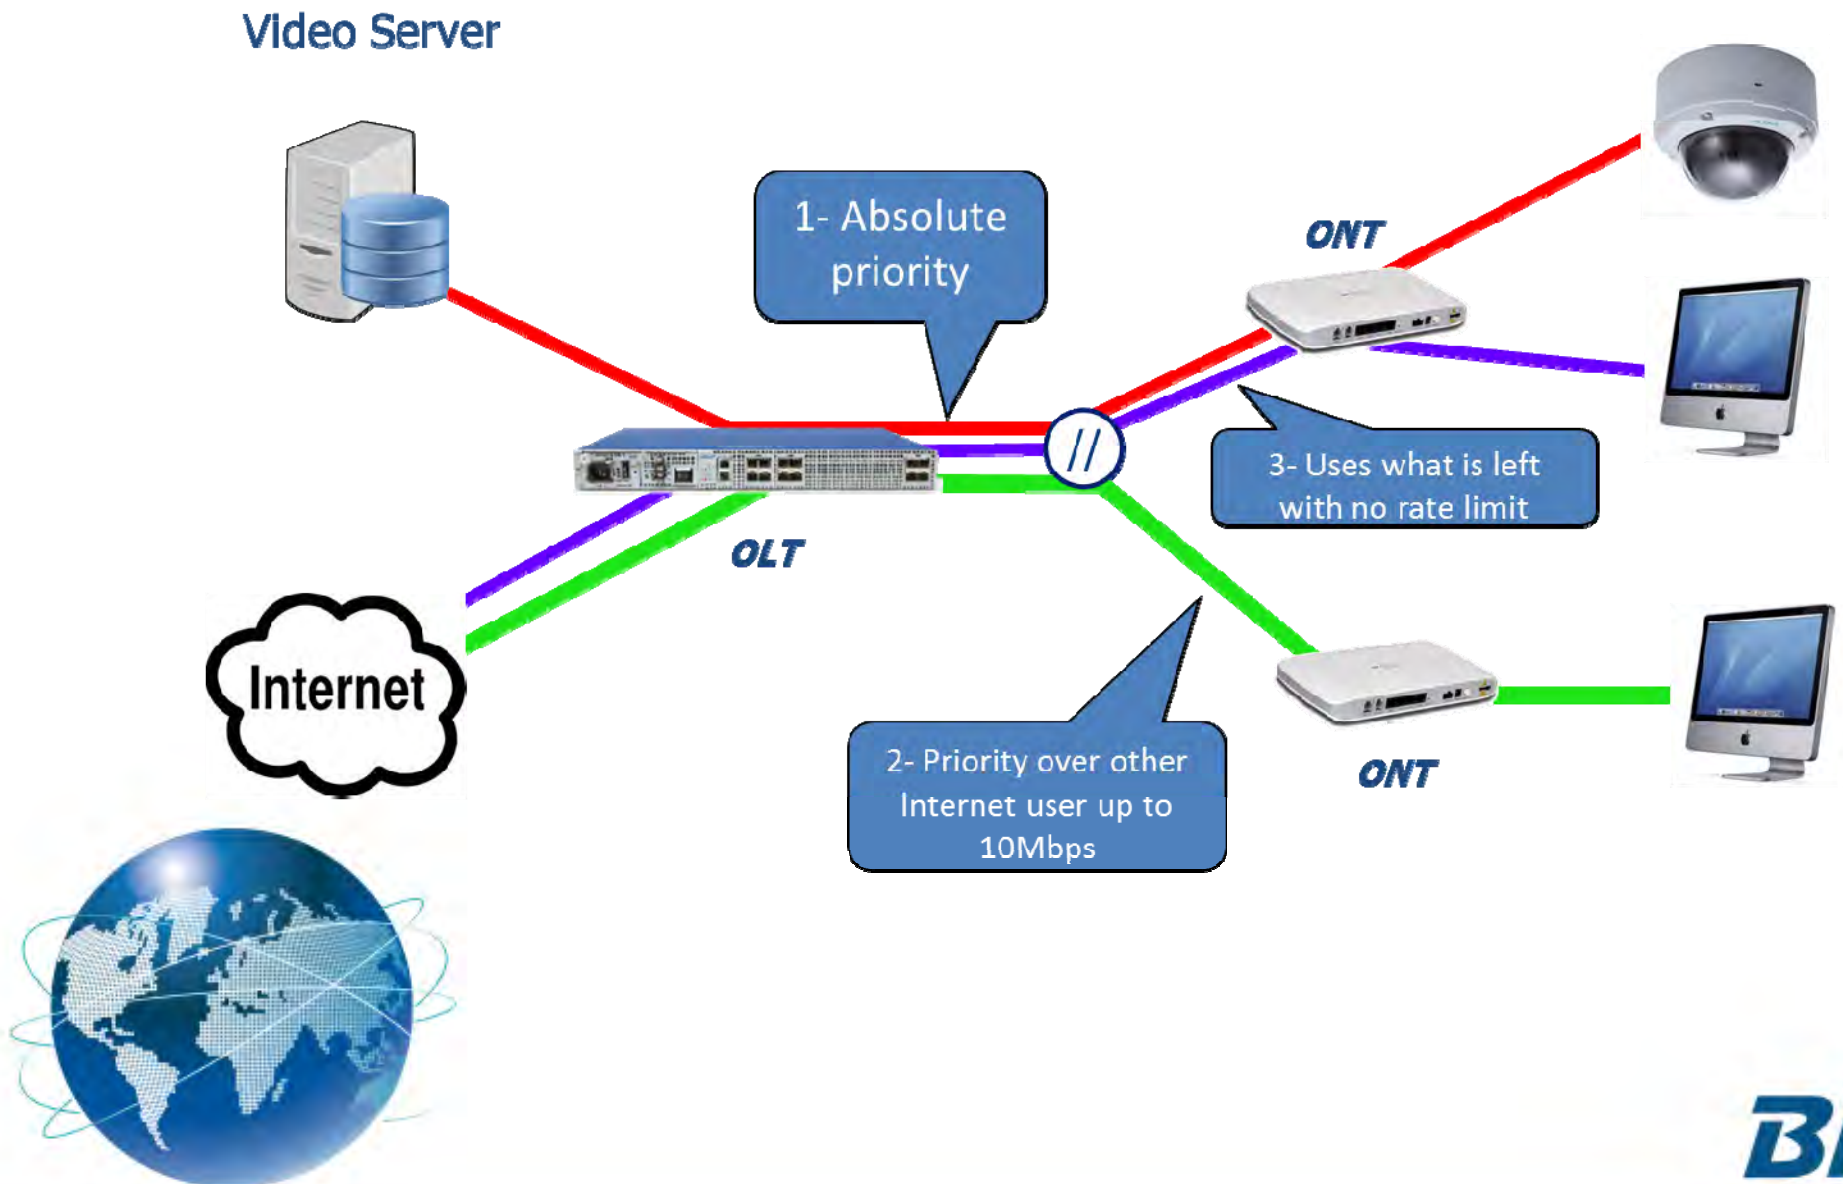 Video Server
1- Absolute
priority
ONT
3- Uses what is left
with no rate limit
//
OLT
Internet
2- Priority over other
Internet user up to
10Mbps
ONT